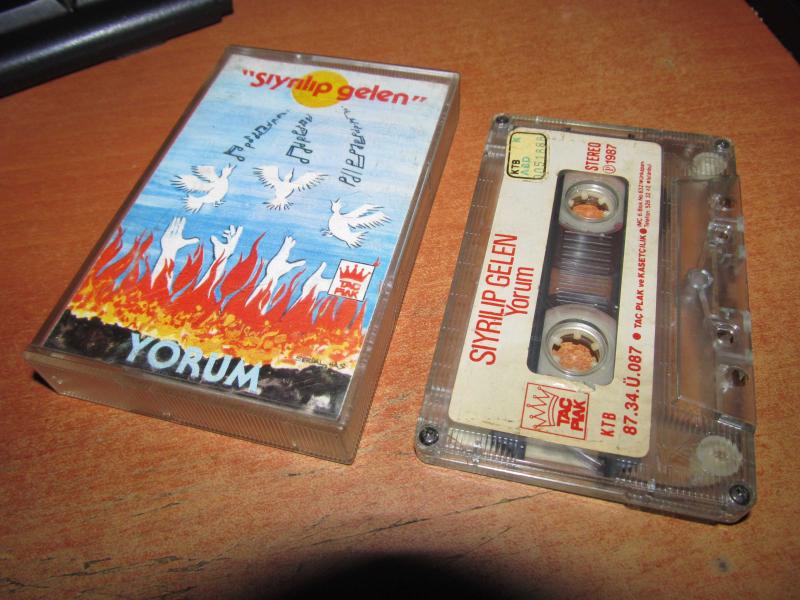 "sıyrılıp gelen"
TAÇ
PLAK
YORUM
KTB
STEREO
℗ 1987
SIYRILIP GELEN
Yorum
TAÇ PLAK ve KASETÇİLİK
TAÇ
PLAK
KTB
87.34.Ü.087